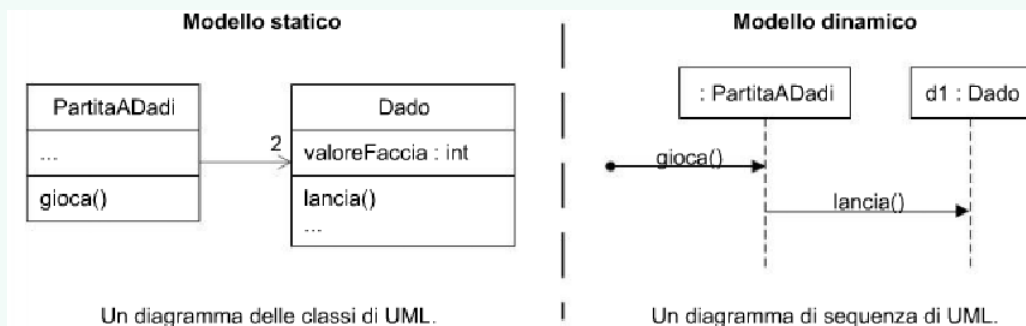 Modello statico
PartitaADadi
...
gioca()
2
Dado
valoreFaccia : int
lancia()
...
Un diagramma delle classi di UML.
Modello dinamico
: PartitaADadi
d1 : Dado
gioca()
lancia()
Un diagramma di sequenza di UML.